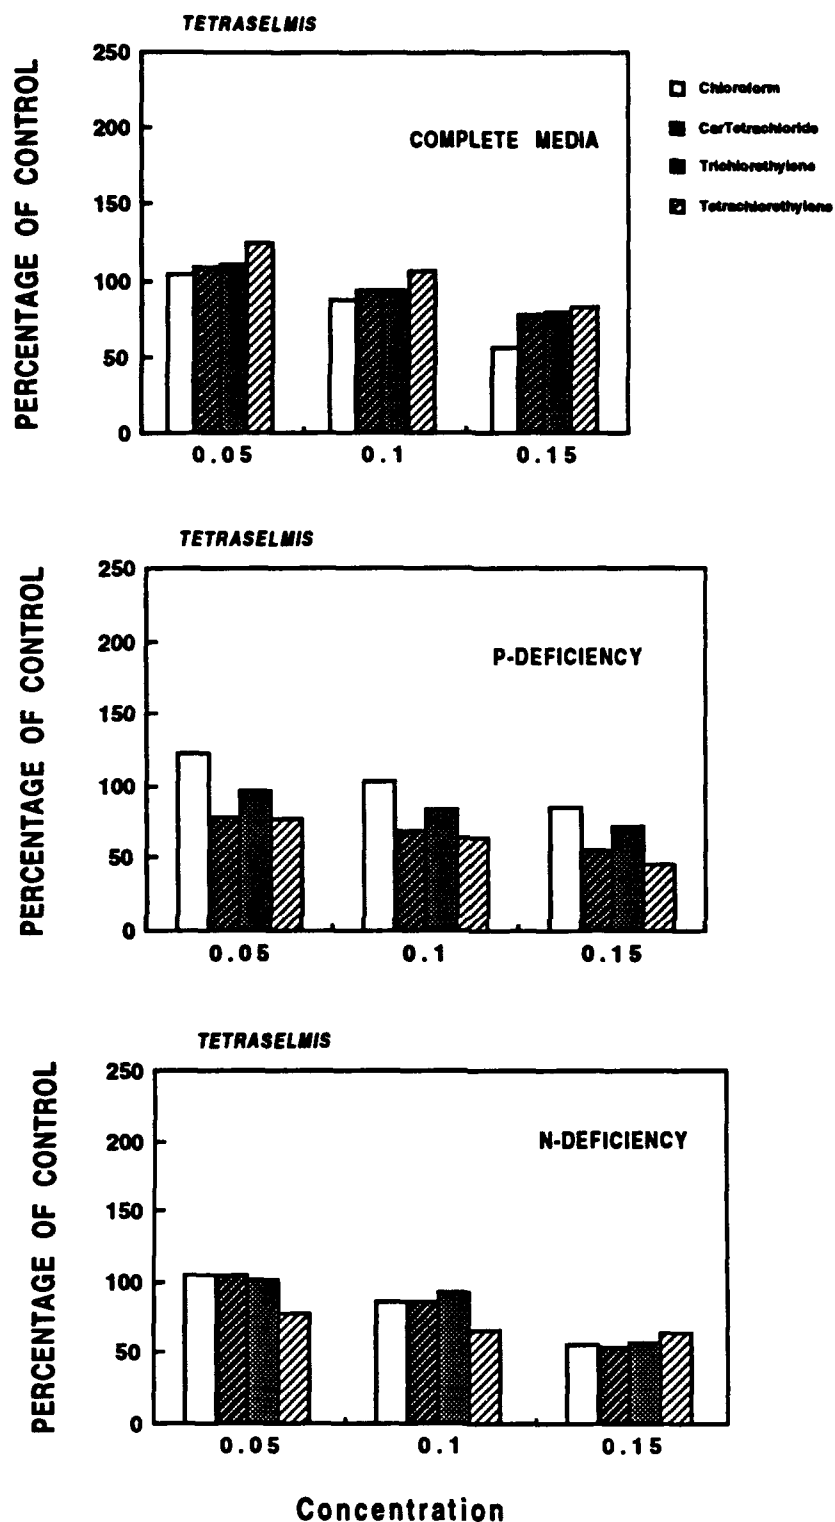 TETRASELMIS
PERCENTAGE OF CONTROL
250
200
150
100
50
0
COMPLETE MEDIA
0.05 0.1 0.15
Chloroform
CarTetrachloride
Trichlorethylene
Tetrachlorethylene
TETRASELMIS
PERCENTAGE OF CONTROL
250
200
150
100
50
0
P-DEFICIENCY
0.05 0.1 0.15
TETRASELMIS
PERCENTAGE OF CONTROL
250
200
150
100
50
0
N-DEFICIENCY
0.05 0.1 0.15
Concentration